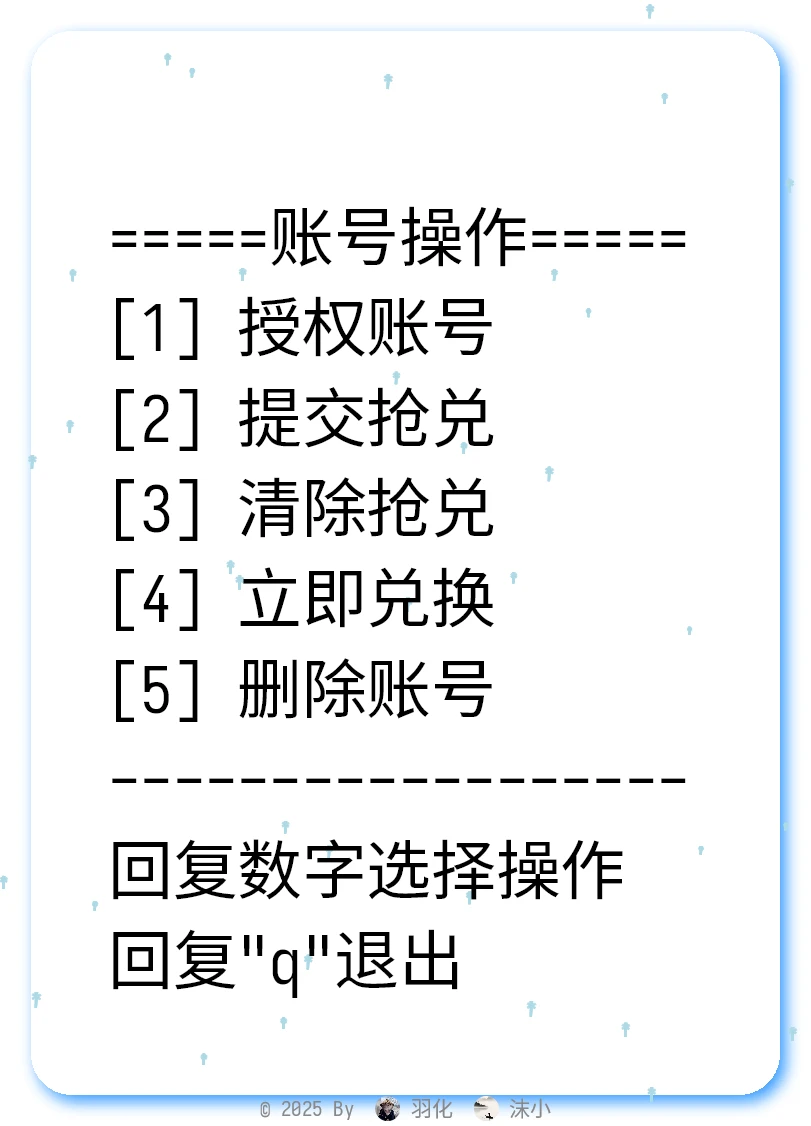 =====账号操作=====
[1] 授权账号
[2] 提交抢兑
[3] 清除抢兑
[4] 立即兑换
[5] 删除账号
------------------
回复数字选择操作
回复"q"退出
© 2025 By 羽化 沫小